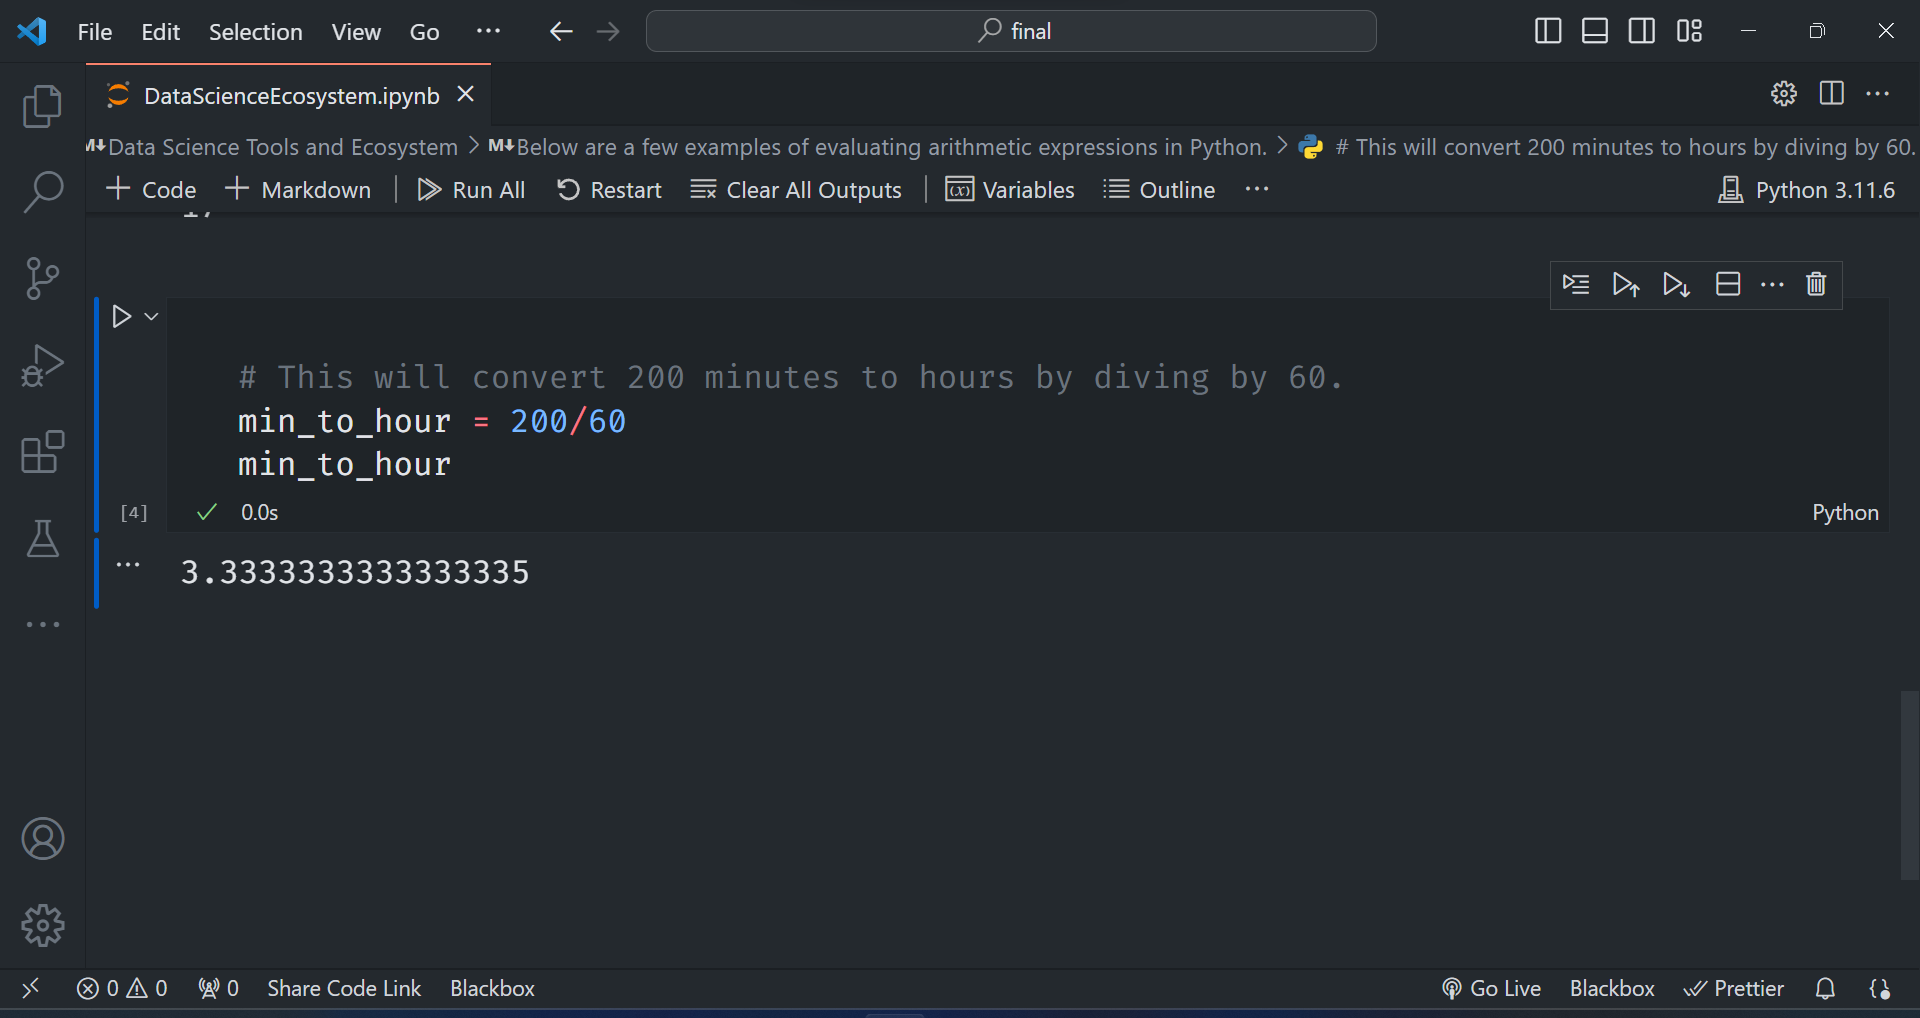 File Edit Selection View Go ··· final
DataScienceEcosystem.ipynb
M↓Data Science Tools and Ecosystem > M↓Below are a few examples of evaluating arithmetic expressions in Python. > # This will convert 200 minutes to hours by diving by 60.
+ Code + Markdown | Run All Restart Clear All Outputs | (x) Variables Outline ··· Python 3.11.6
# This will convert 200 minutes to hours by diving by 60.
min_to_hour = 200/60
min_to_hour
[4] ✓ 0.0s Python
··· 3.3333333333333335
0 0 0 Share Code Link Blackbox Go Live Blackbox Prettier